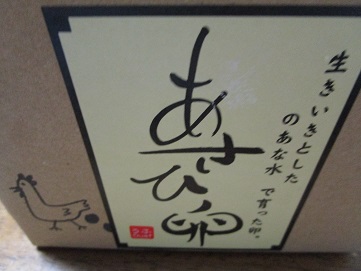 生きいきとした
のあな水で育った卵。
あさひ卵